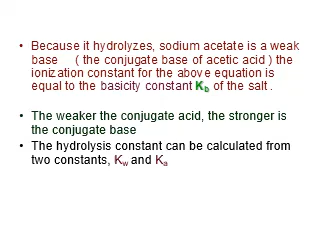 • Because it hydrolyzes, sodium acetate is a weak
base ( the conjugate base of acetic acid ) the
ionization constant for the above equation is
equal to the basicity constant Kb of the salt .
• The weaker the conjugate acid, the stronger is
the conjugate base
• The hydrolysis constant can be calculated from
two constants, Kw and Ka